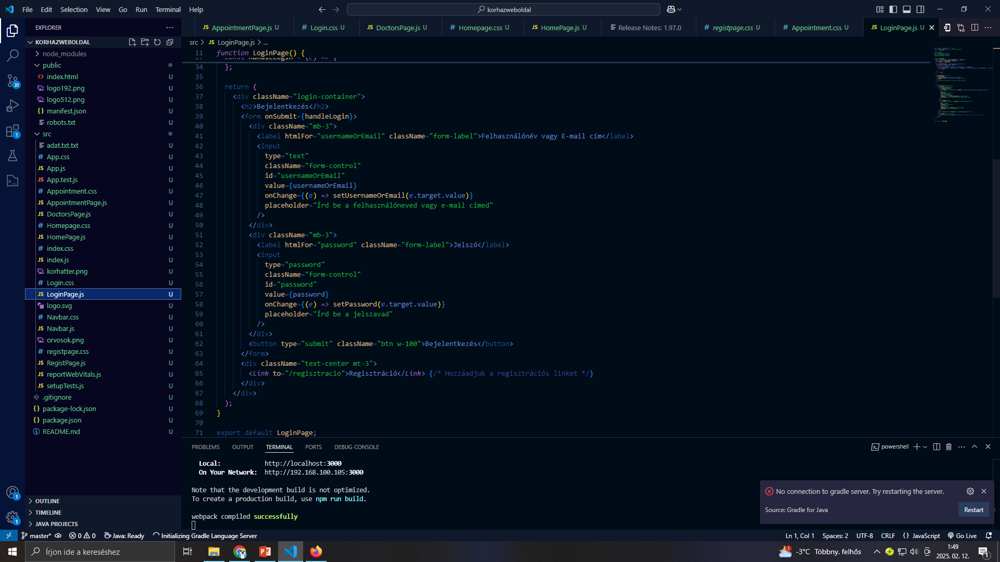 File Edit Selection View Go Run Terminal Help
korhazweboldal
EXPLORER
KORHAZWEBOLDAL
node_modules
public
index.html U
logo192.png U
logo512.png U
manifest.json U
robots.txt U
src
adat.txt.txt U
App.css U
App.js U
App.test.js U
Appointment.css U
AppointmentPage.js U
DoctorsPage.js U
Homepage.css U
HomePage.js U
index.css U
index.js U
korhatter.png U
Login.css U
LoginPage.js U
logo.svg U
Navbar.css U
Navbar.js U
orvosok.png U
registpage.css U
RegistPage.js U
reportWebVitals.js U
setupTests.js U
.gitignore U
package-lock.json U
package.json U
README.md U
OUTLINE
TIMELINE
JAVA PROJECTS
31
1
1
1
JS AppointmentPage.js U
# Login.css U
JS DoctorsPage.js U
# Homepage.css U
JS HomePage.js U
Release Notes: 1.97.0
# registpage.css U
# Appointment.css U
JS LoginPage.js U
src > JS LoginPage.js > ...
11 function LoginPage() {
27 const handleLogin = (e) => {
34 };
35
36 return (
37 <div className="login-container">
38 <h2>Bejelentkezés</h2>
39 <form onSubmit={handleLogin}>
40 <div className="mb-3">
41 <label htmlFor="usernameOrEmail" className="form-label">Felhasználónév vagy E-mail cím</label>
42 <input
43 type="text"
44 className="form-control"
45 id="usernameOrEmail"
46 value={usernameOrEmail}
47 onChange={(e) => setUsernameOrEmail(e.target.value)}
48 placeholder="Írd be a felhasználóneved vagy e-mail címed"
49 />
50 </div>
51 <div className="mb-3">
52 <label htmlFor="password" className="form-label">Jelszó</label>
53 <input
54 type="password"
55 className="form-control"
56 id="password"
57 value={password}
58 onChange={(e) => setPassword(e.target.value)}
59 placeholder="Írd be a jelszavad"
60 />
61 </div>
62 <button type="submit" className="btn w-100">Bejelentkezés</button>
63 </form>
64 <div className="text-center mt-3">
65 <Link to="/regisztracio">Regisztráció</Link> {/* Hozzáadjuk a regisztrációs linket */}
66 </div>
67 </div>
68 );
69 }
70
71 export default LoginPage;
PROBLEMS OUTPUT TERMINAL PORTS DEBUG CONSOLE
powershell
Local: http://localhost:3000
On Your Network: http://192.168.100.105:3000
Note that the development build is not optimized.
To create a production build, use npm run build.
webpack compiled successfully
No connection to gradle server. Try restarting the server.
Source: Gradle for Java
Restart
master* 0 0 Java: Ready Initializing Gradle Language Server
Ln 1, Col 1 Spaces: 2 UTF-8 CRLF {} JavaScript Go Live
Írjon ide a kereséshez
1 -3°C Többny. felhős
1:49
2025. 02. 12.
1